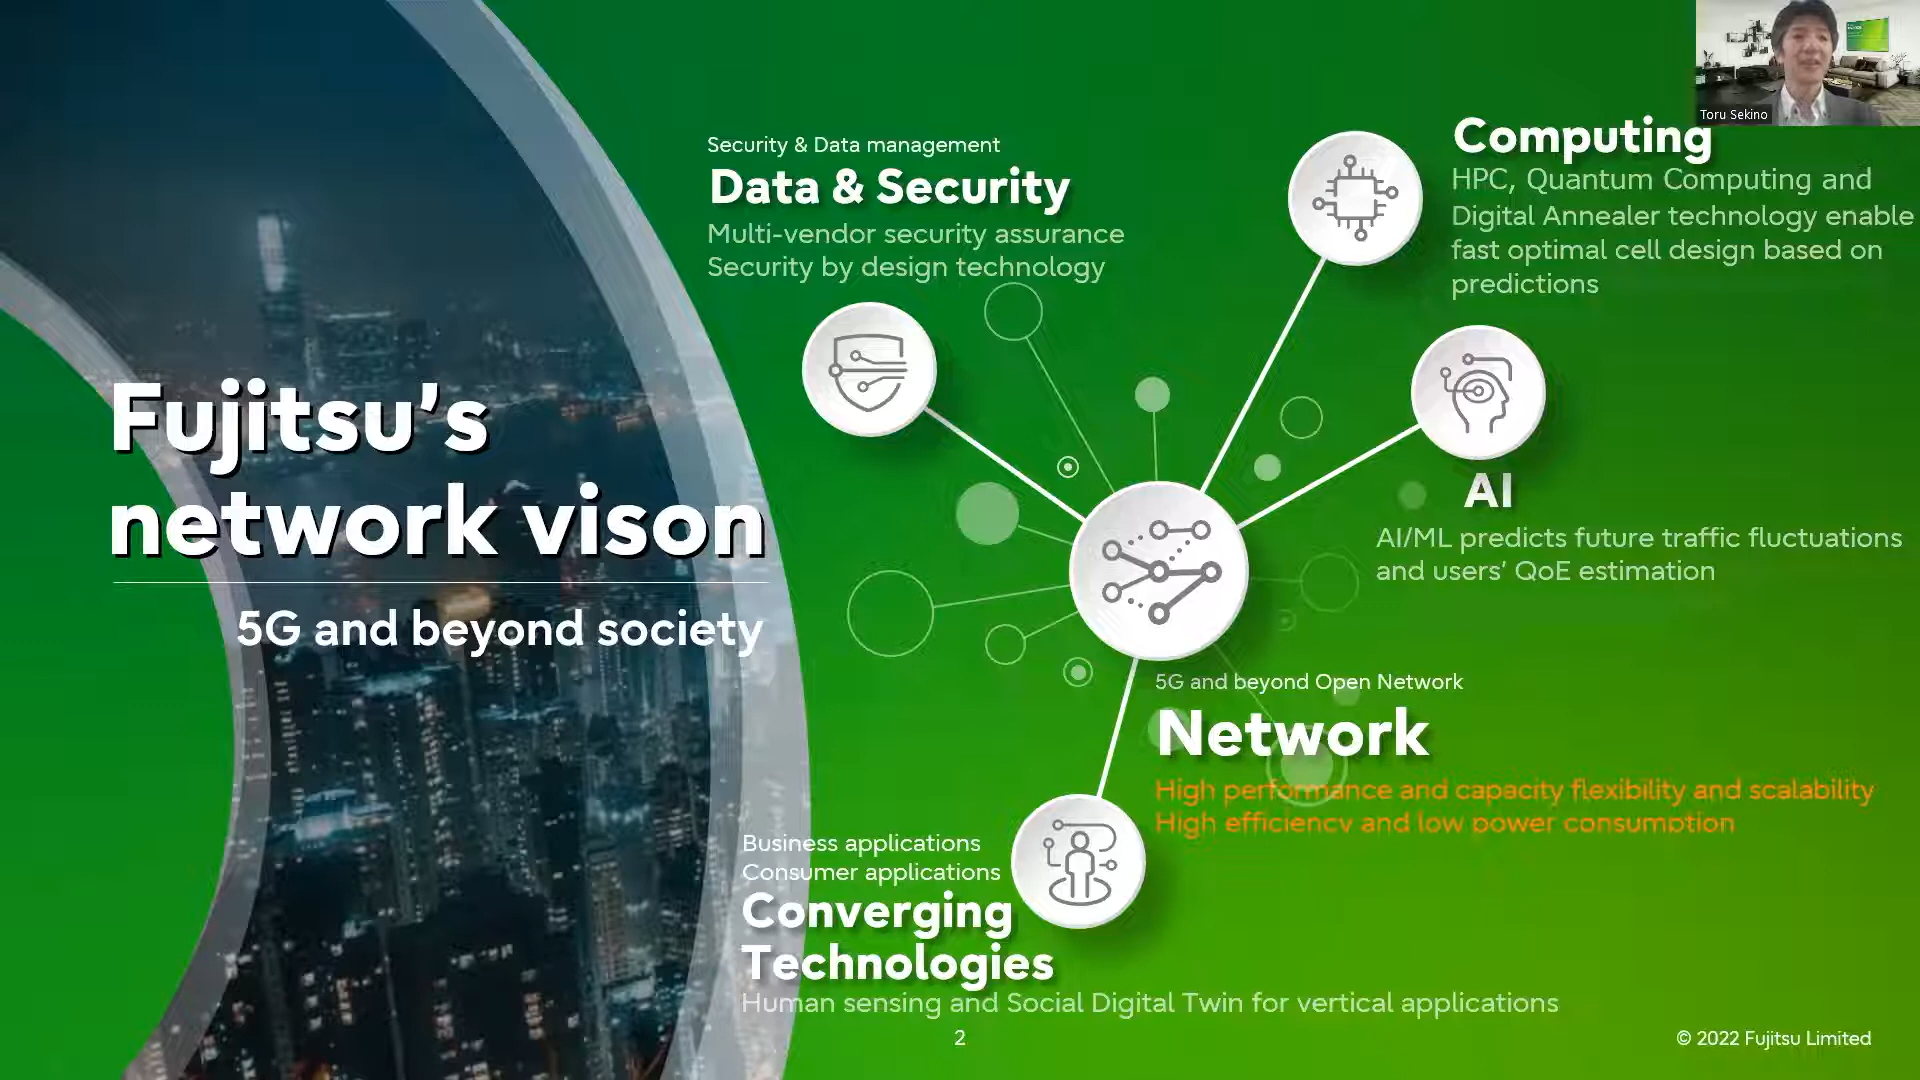 Fujitsu's
network vison
5G and beyond society
Security & Data management
Data & Security
Multi-vendor security assurance
Security by design technology
Toru Sekino
Computing
HPC, Quantum Computing and
Digital Annealer technology enable
fast optimal cell design based on
predictions
AI
AI/ML predicts future traffic fluctuations
and users' QoE estimation
5G and beyond Open Network
Network
High performance and capacity flexibility and scalability
High efficiency and low power consumption
Business applications
Consumer applications
Converging
Technologies
Human sensing and Social Digital Twin for vertical applications
2
© 2022 Fujitsu Limited